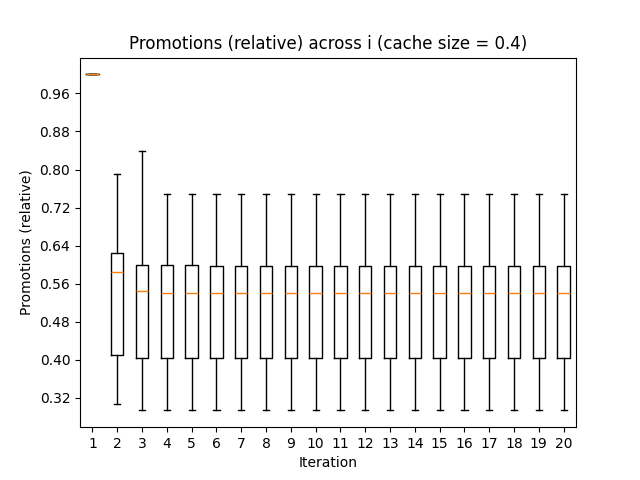 Promotions (relative) across i (cache size = 0.4)
Promotions (relative)
0.96
0.88
0.80
0.72
0.64
0.56
0.48
0.40
0.32
1 2 3 4 5 6 7 8 9 10 11 12 13 14 15 16 17 18 19 20
Iteration